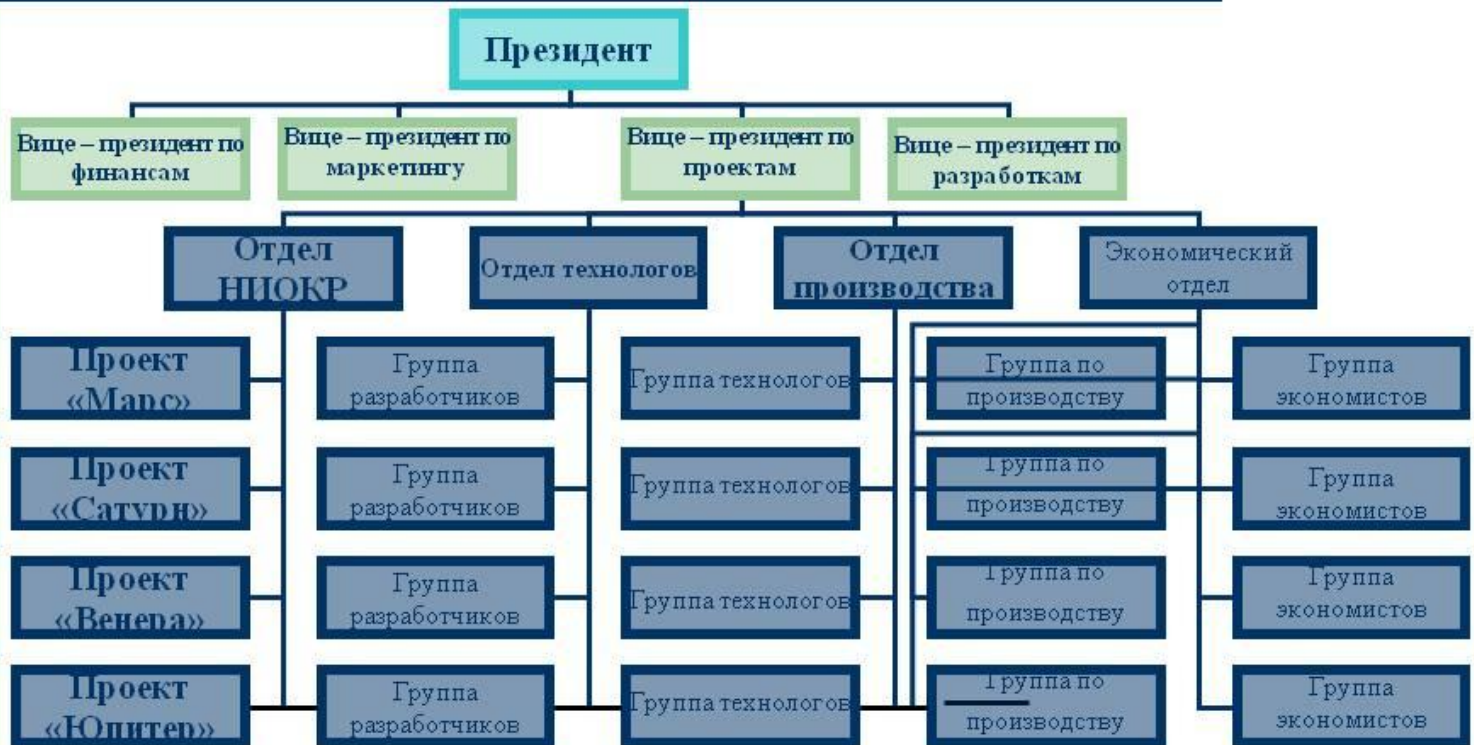 Президент
Вице – президент по
финансам
Вице – президент по
маркетингу
Вице – президент по
проектам
Вице – президент по
разработкам
Отдел
НИОКР
Отдел технологов
Отдел
производства
Экономический
отдел
Проект
«Марс»
Группа
разработчиков
Группа технологов
Группа по
производству
Группа
экономистов
Проект
«Сатурн»
Группа
разработчиков
Группа технологов
Группа по
производству
Группа
экономистов
Проект
«Венера»
Группа
разработчиков
Группа технологов
Группа по
производству
Группа
экономистов
Проект
«Юпитер»
Группа
разработчиков
Группа технологов
Группа по
производству
Группа
экономистов